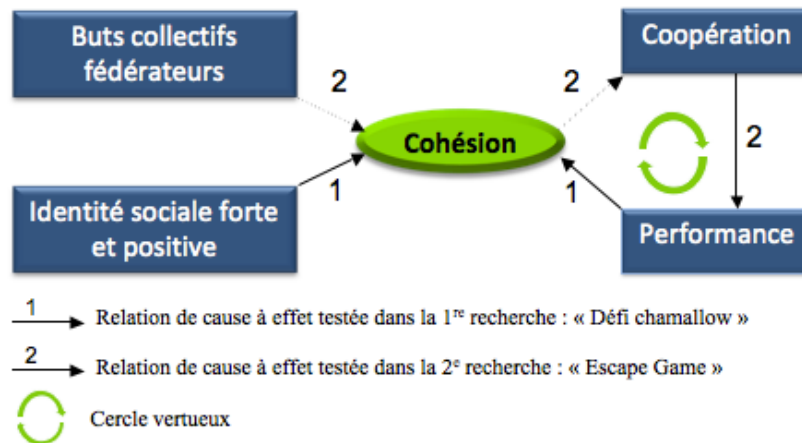 Buts collectifs
fédérateurs
Coopération
2
2
Cohésion
2
1
1
Identité sociale forte
et positive
Performance
1 Relation de cause à effet testée dans la 1re recherche : « Défi chamallow »
2 Relation de cause à effet testée dans la 2e recherche : « Escape Game »
Cercle vertueux